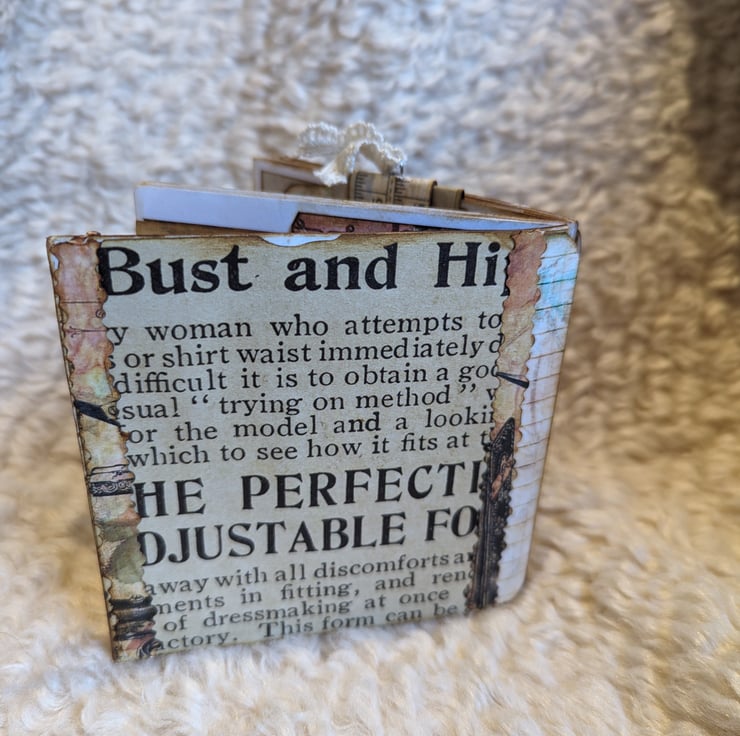 Bust and Hi
y woman who attempts to
or shirt waist immediately d
difficult it is to obtain a goo
sual “ trying on method ”
or the model and a looki
which to see how it fits at t
HE PERFECTI
DJUSTABLE FO
away with all discomforts a
ments in fitting, and ren
of dressmaking at once
actory. This form can be